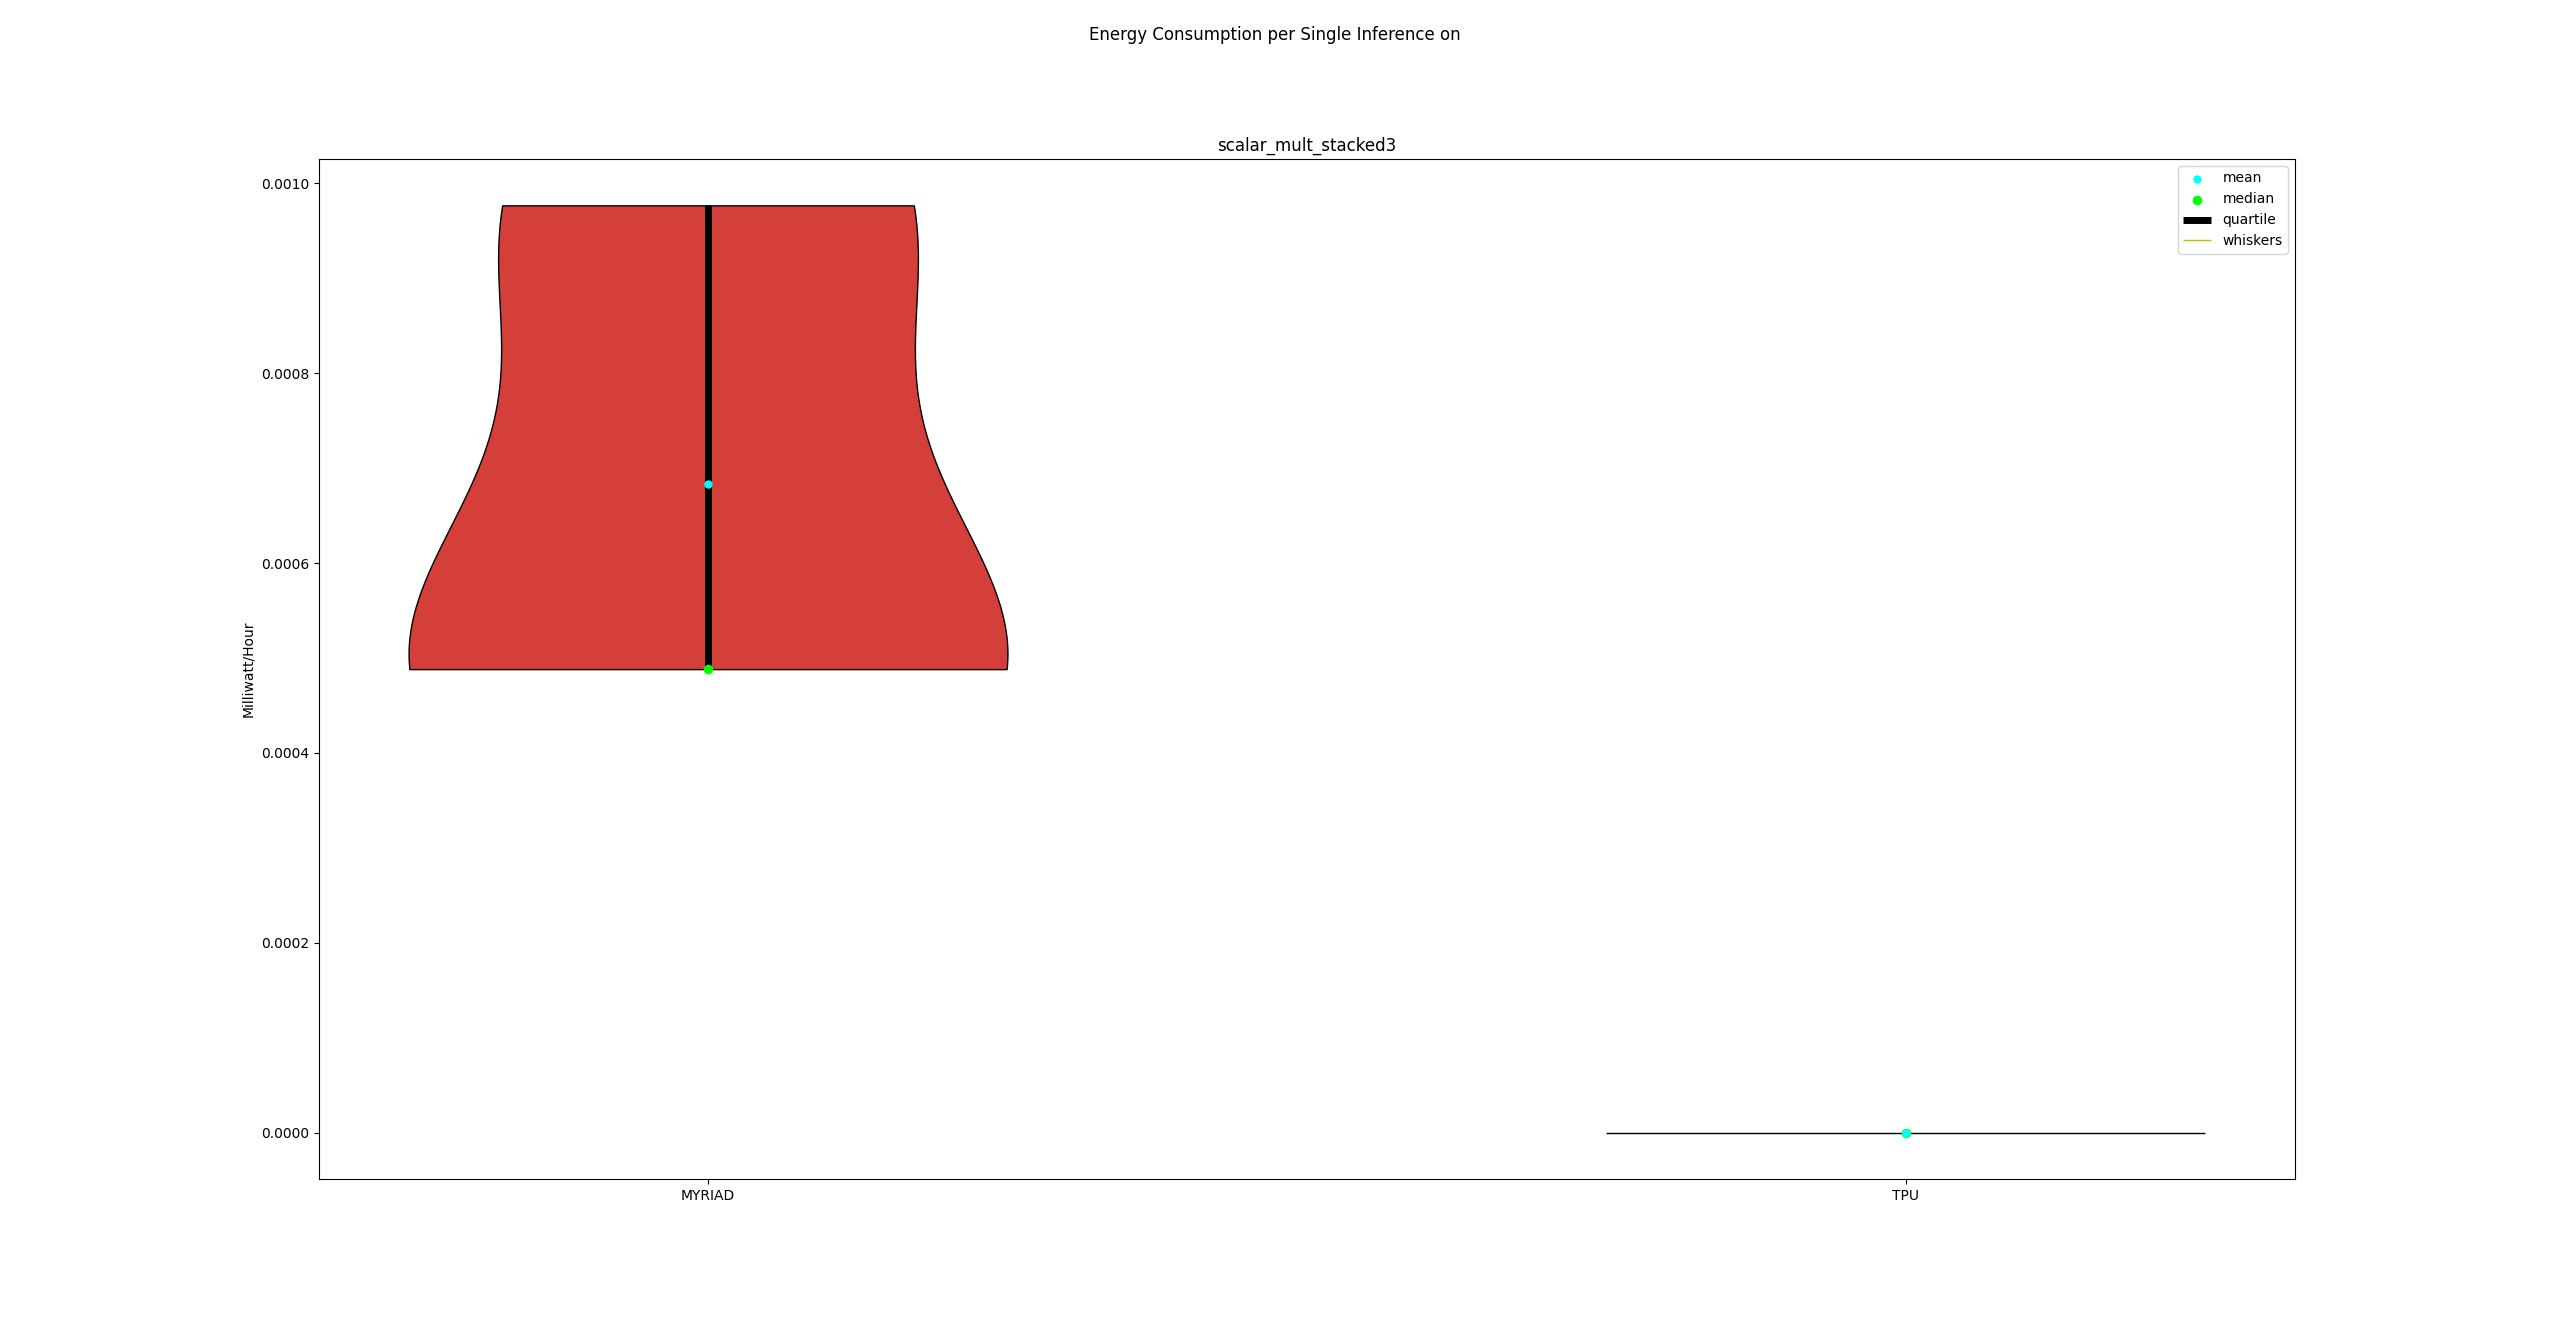 Energy Consumption per Single Inference on
scalar_mult_stacked3
mean
median
quartile
whiskers
0.0010
0.0008
0.0006
0.0004
0.0002
0.0000
Milliwatt/Hour
MYRIAD
TPU